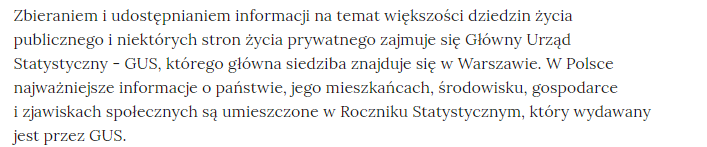 Zbieraniem i udostępnianiem informacji na temat większości dziedzin życia
publicznego i niektórych stron życia prywatnego zajmuje się Główny Urząd
Statystyczny - GUS, którego główna siedziba znajduje się w Warszawie. W Polsce
najważniejsze informacje o państwie, jego mieszkańcach, środowisku, gospodarce
i zjawiskach społecznych są umieszczone w Roczniku Statystycznym, który wydawany
jest przez GUS.